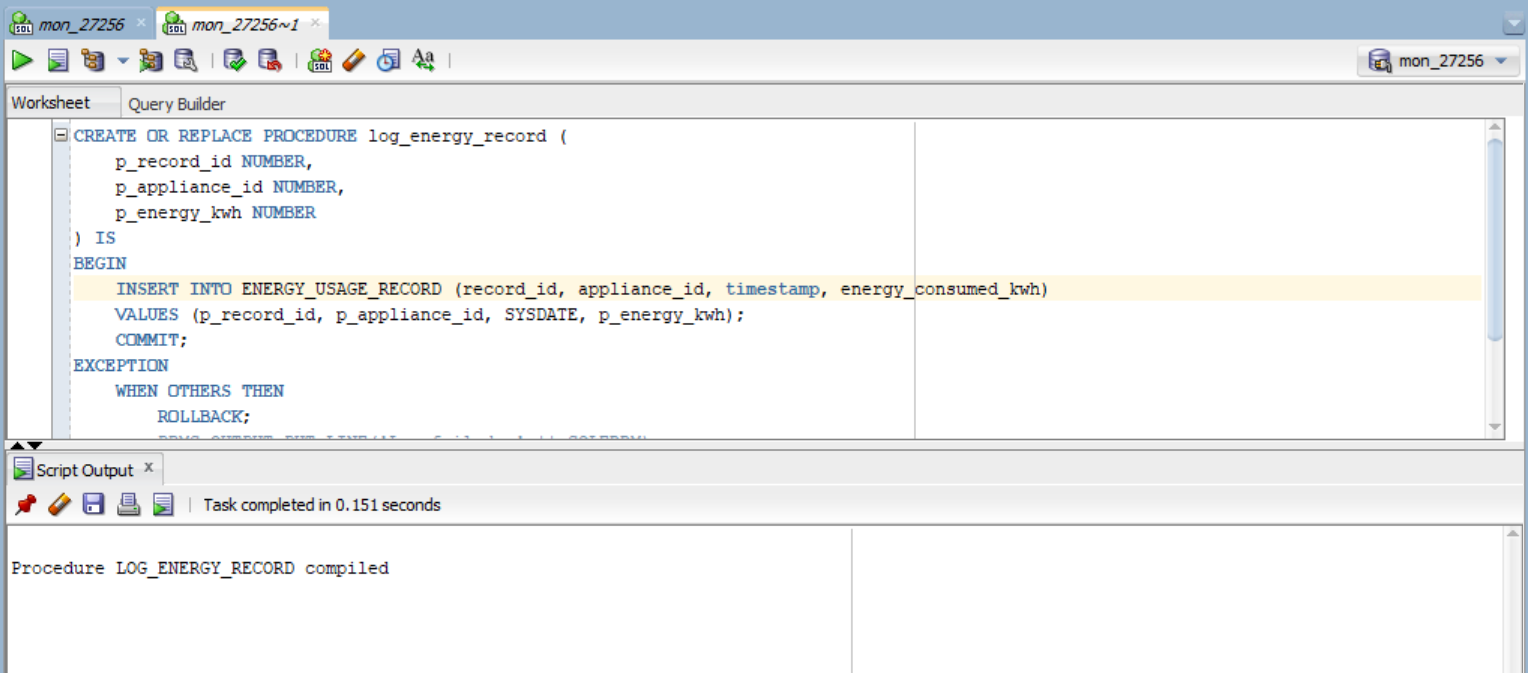 mon_27256 × mon_27256~1 ×
mon_27256
Worksheet Query Builder
CREATE OR REPLACE PROCEDURE log_energy_record (
p_record_id NUMBER,
p_appliance_id NUMBER,
p_energy_kwh NUMBER
) IS
BEGIN
INSERT INTO ENERGY_USAGE_RECORD (record_id, appliance_id, timestamp, energy_consumed_kwh)
VALUES (p_record_id, p_appliance_id, SYSDATE, p_energy_kwh);
COMMIT;
EXCEPTION
WHEN OTHERS THEN
ROLLBACK;
Script Output x
Task completed in 0.151 seconds
Procedure LOG_ENERGY_RECORD compiled